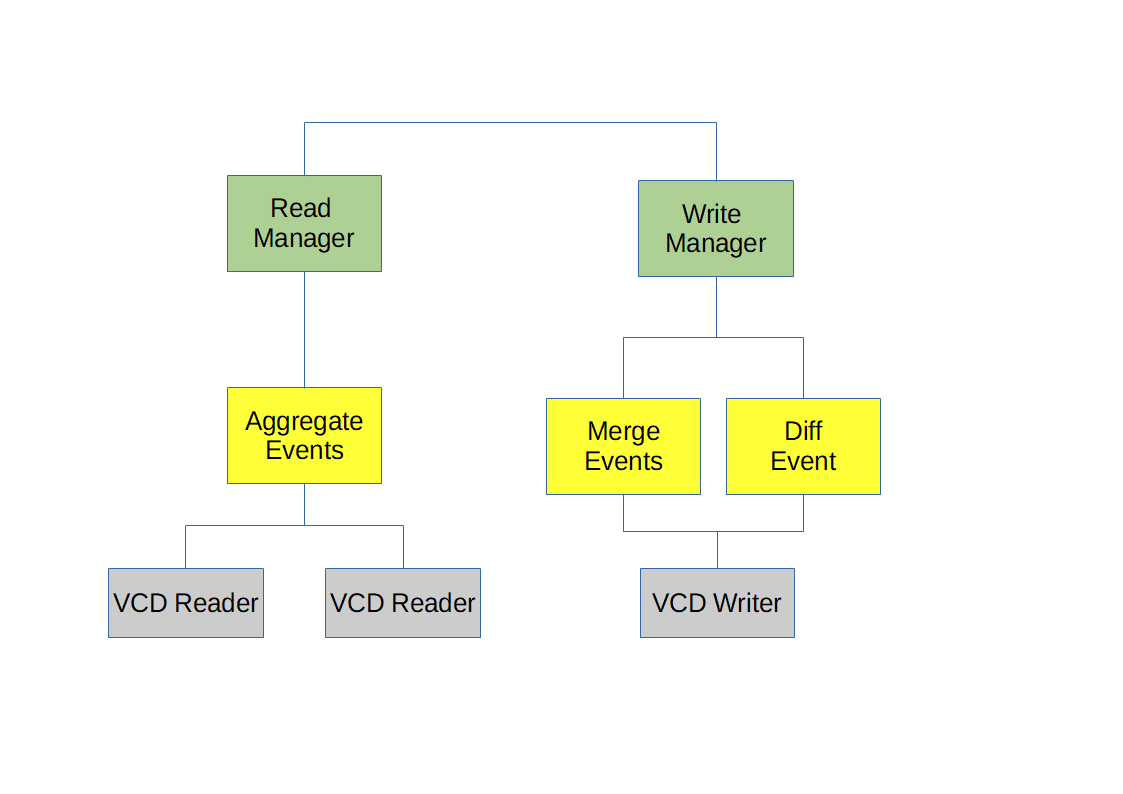 Read
Manager
Write
Manager
Aggregate
Events
Merge
Events
Diff
Event
VCD Reader
VCD Reader
VCD Writer